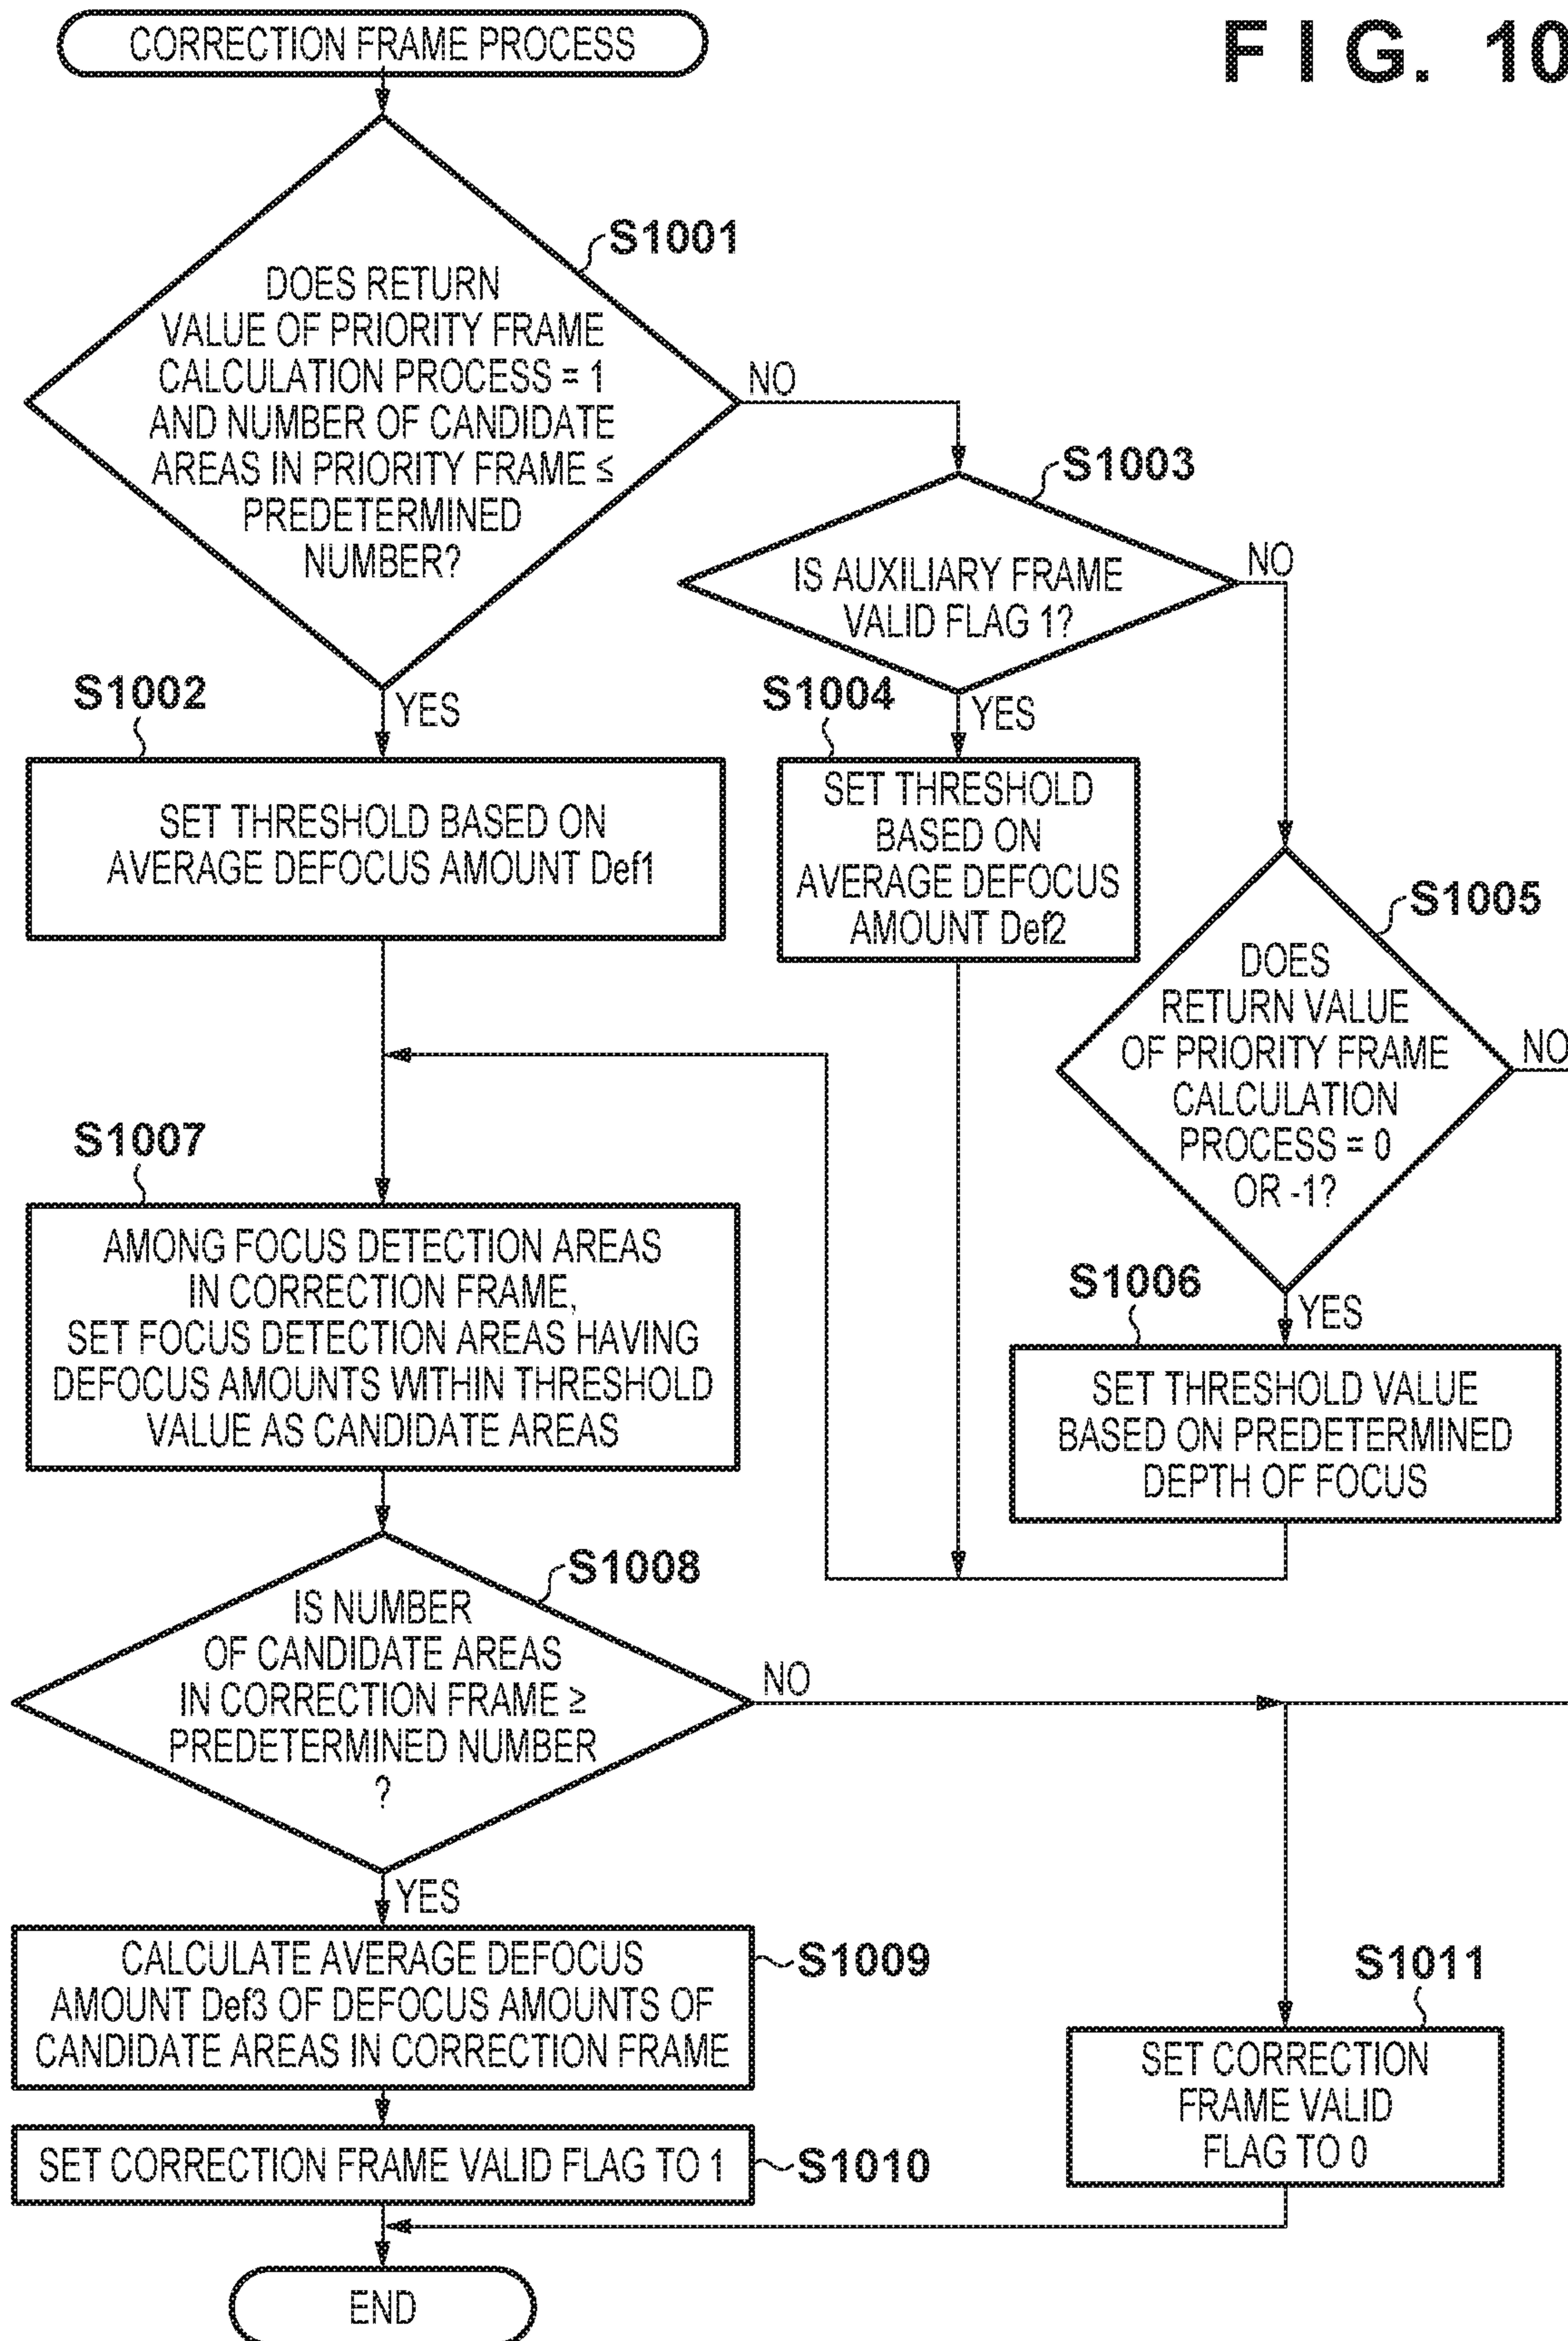 F I G. 10
CORRECTION FRAME PROCESS
S1001
DOES RETURN
VALUE OF PRIORITY FRAME
CALCULATION PROCESS = 1
AND NUMBER OF CANDIDATE
AREAS IN PRIORITY FRAME ≤
PREDETERMINED
NUMBER?
NO
YES
S1002
SET THRESHOLD BASED ON
AVERAGE DEFOCUS AMOUNT Def1
S1003
IS AUXILIARY FRAME
VALID FLAG 1?
NO
YES
S1004
SET THRESHOLD
BASED ON
AVERAGE DEFOCUS
AMOUNT Def2
S1005
DOES
RETURN VALUE
OF PRIORITY FRAME
CALCULATION
PROCESS = 0
OR -1?
NO
YES
S1006
SET THRESHOLD VALUE
BASED ON PREDETERMINED
DEPTH OF FOCUS
S1007
AMONG FOCUS DETECTION AREAS
IN CORRECTION FRAME,
SET FOCUS DETECTION AREAS HAVING
DEFOCUS AMOUNTS WITHIN THRESHOLD
VALUE AS CANDIDATE AREAS
S1008
IS NUMBER
OF CANDIDATE AREAS
IN CORRECTION FRAME ≥
PREDETERMINED NUMBER
?
NO
YES
CALCULATE AVERAGE DEFOCUS
AMOUNT Def3 OF DEFOCUS AMOUNTS OF
CANDIDATE AREAS IN CORRECTION FRAME
S1009
SET CORRECTION FRAME VALID FLAG TO 1
S1010
S1011
SET CORRECTION
FRAME VALID
FLAG TO 0
END